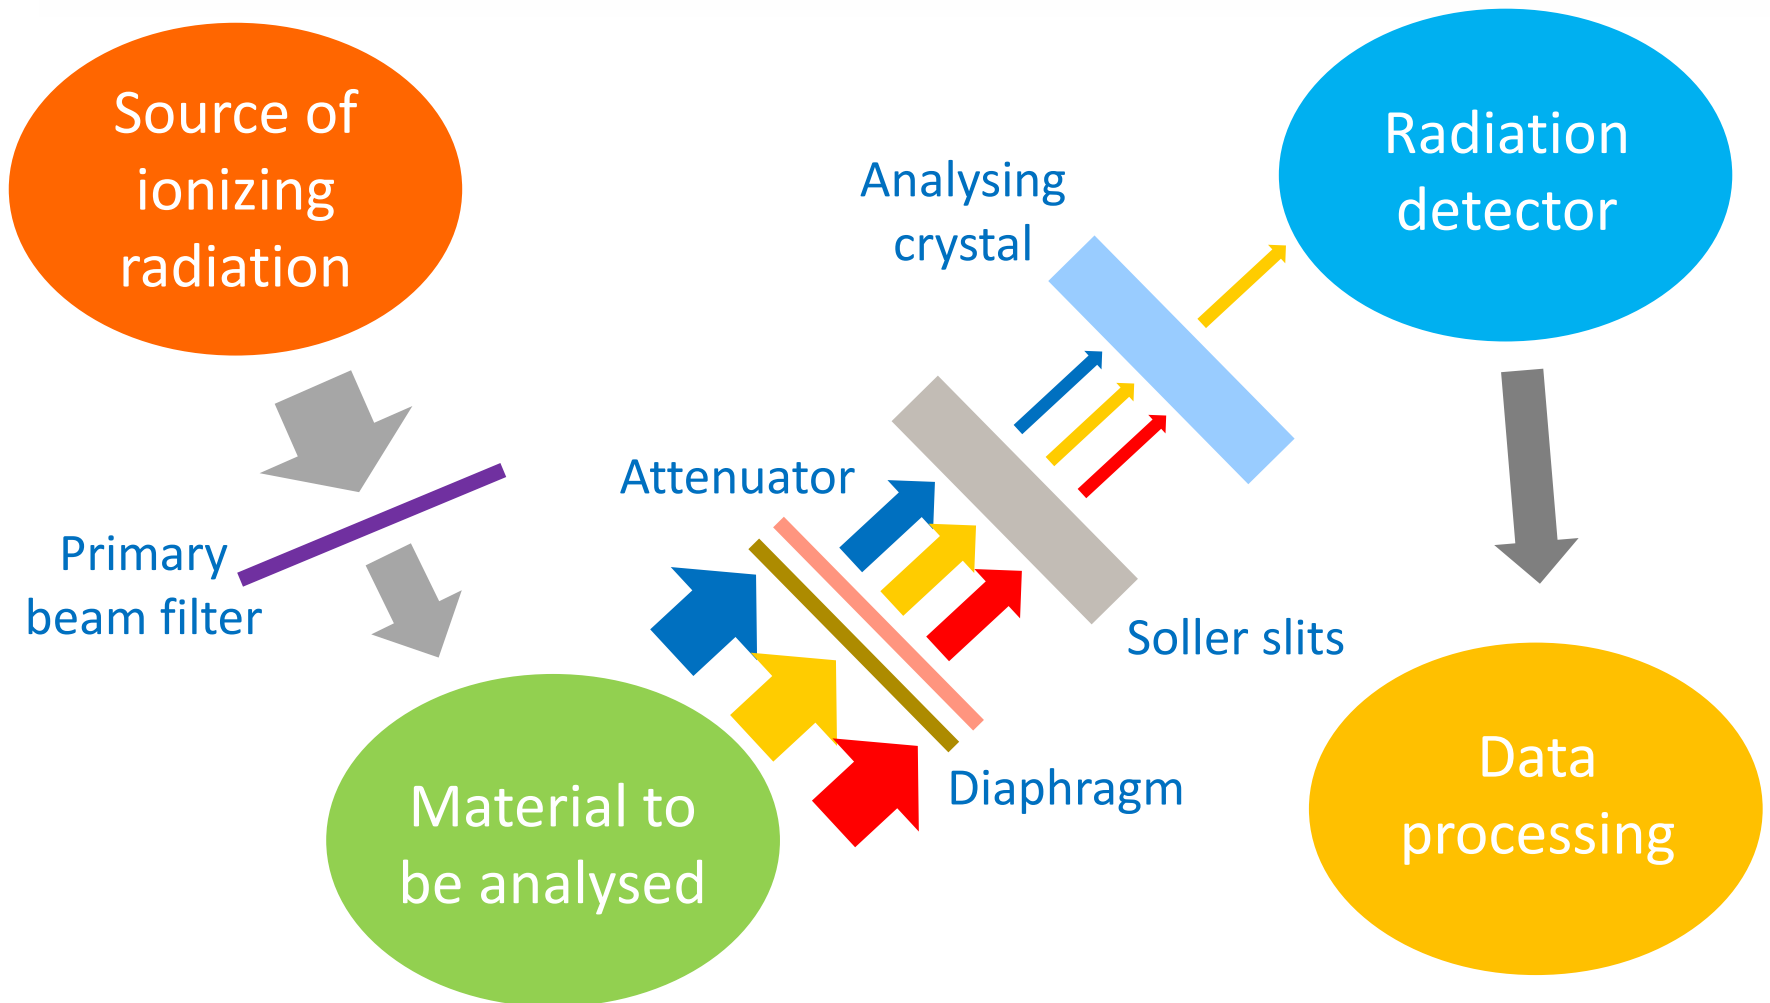 Source of
ionizing
radiation
Primary
beam filter
Material to
be analysed
Attenuator
Diaphragm
Soller slits
Analysing
crystal
Radiation
detector
Data
processing